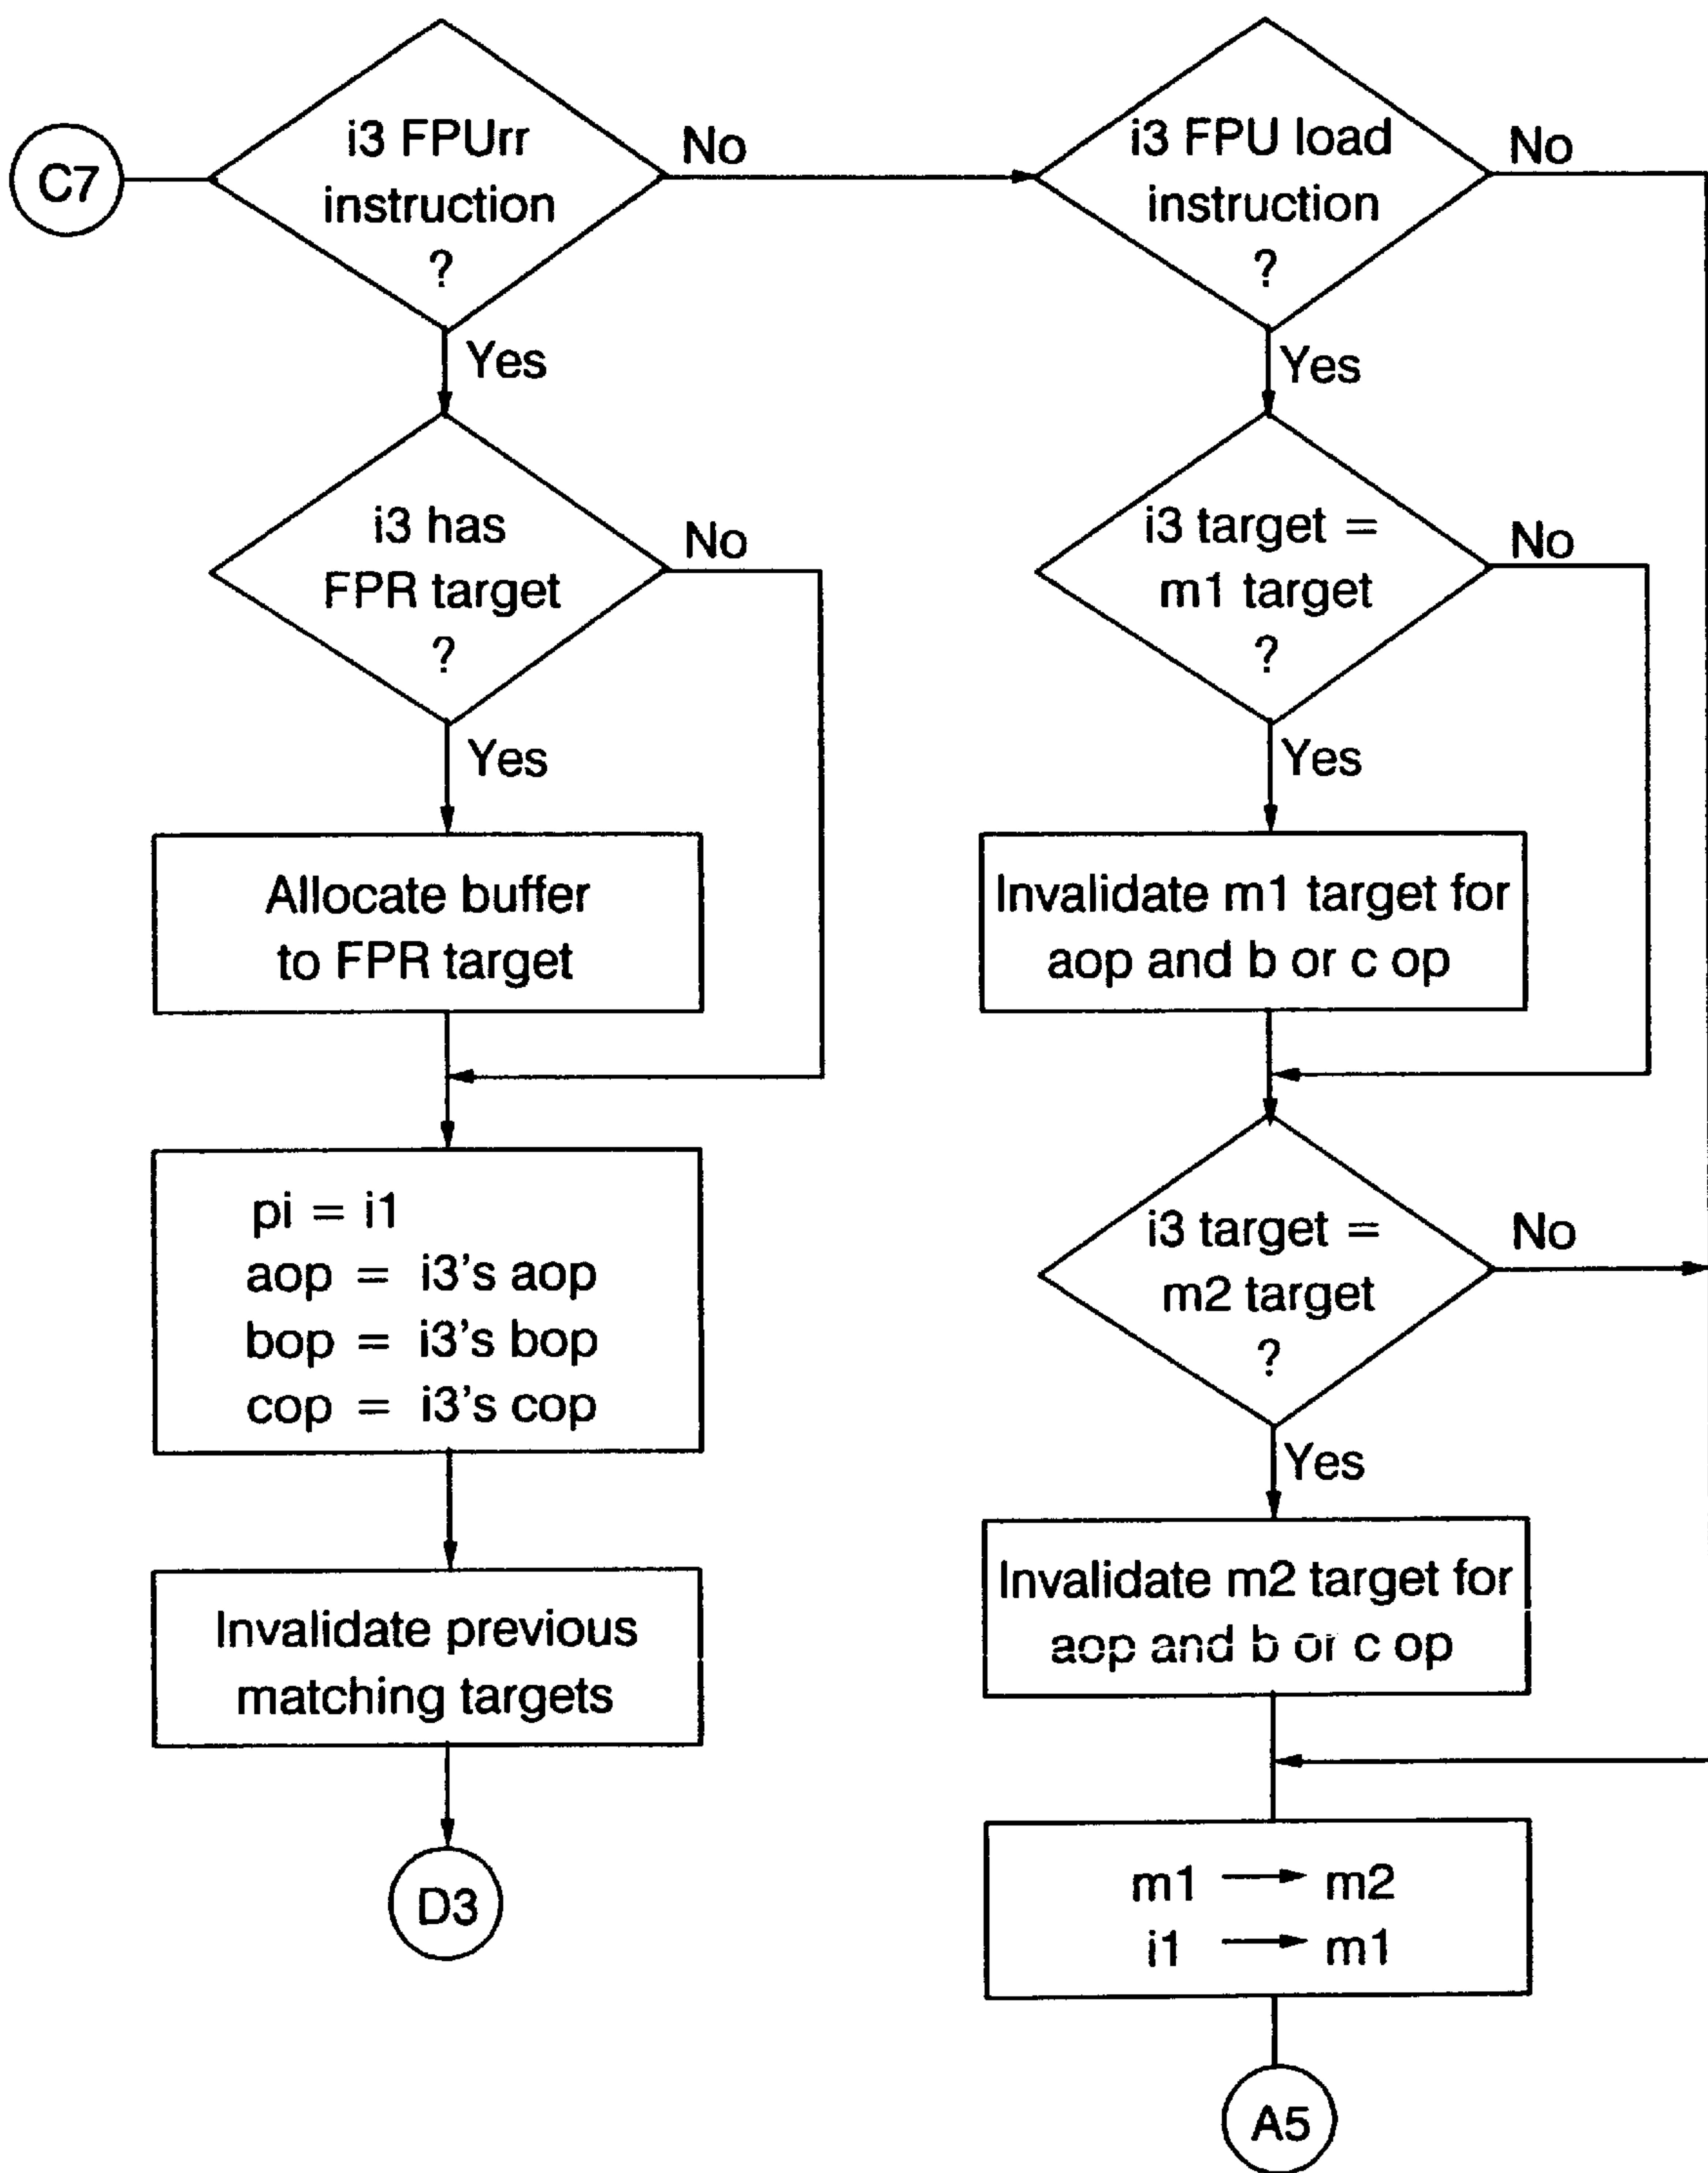 C7
i3 FPUrr
instruction
?
No
Yes
i3 has
FPR target
?
No
Yes
Allocate buffer
to FPR target
pi = i1
aop = i3's aop
bop = i3's bop
cop = i3's cop
Invalidate previous
matching targets
D3
i3 FPU load
instruction
?
No
Yes
i3 target =
m1 target
?
No
Yes
Invalidate m1 target for
aop and b or c op
i3 target =
m2 target
?
No
Yes
Invalidate m2 target for
aop and b or c op
m1 → m2
i1 → m1
A5